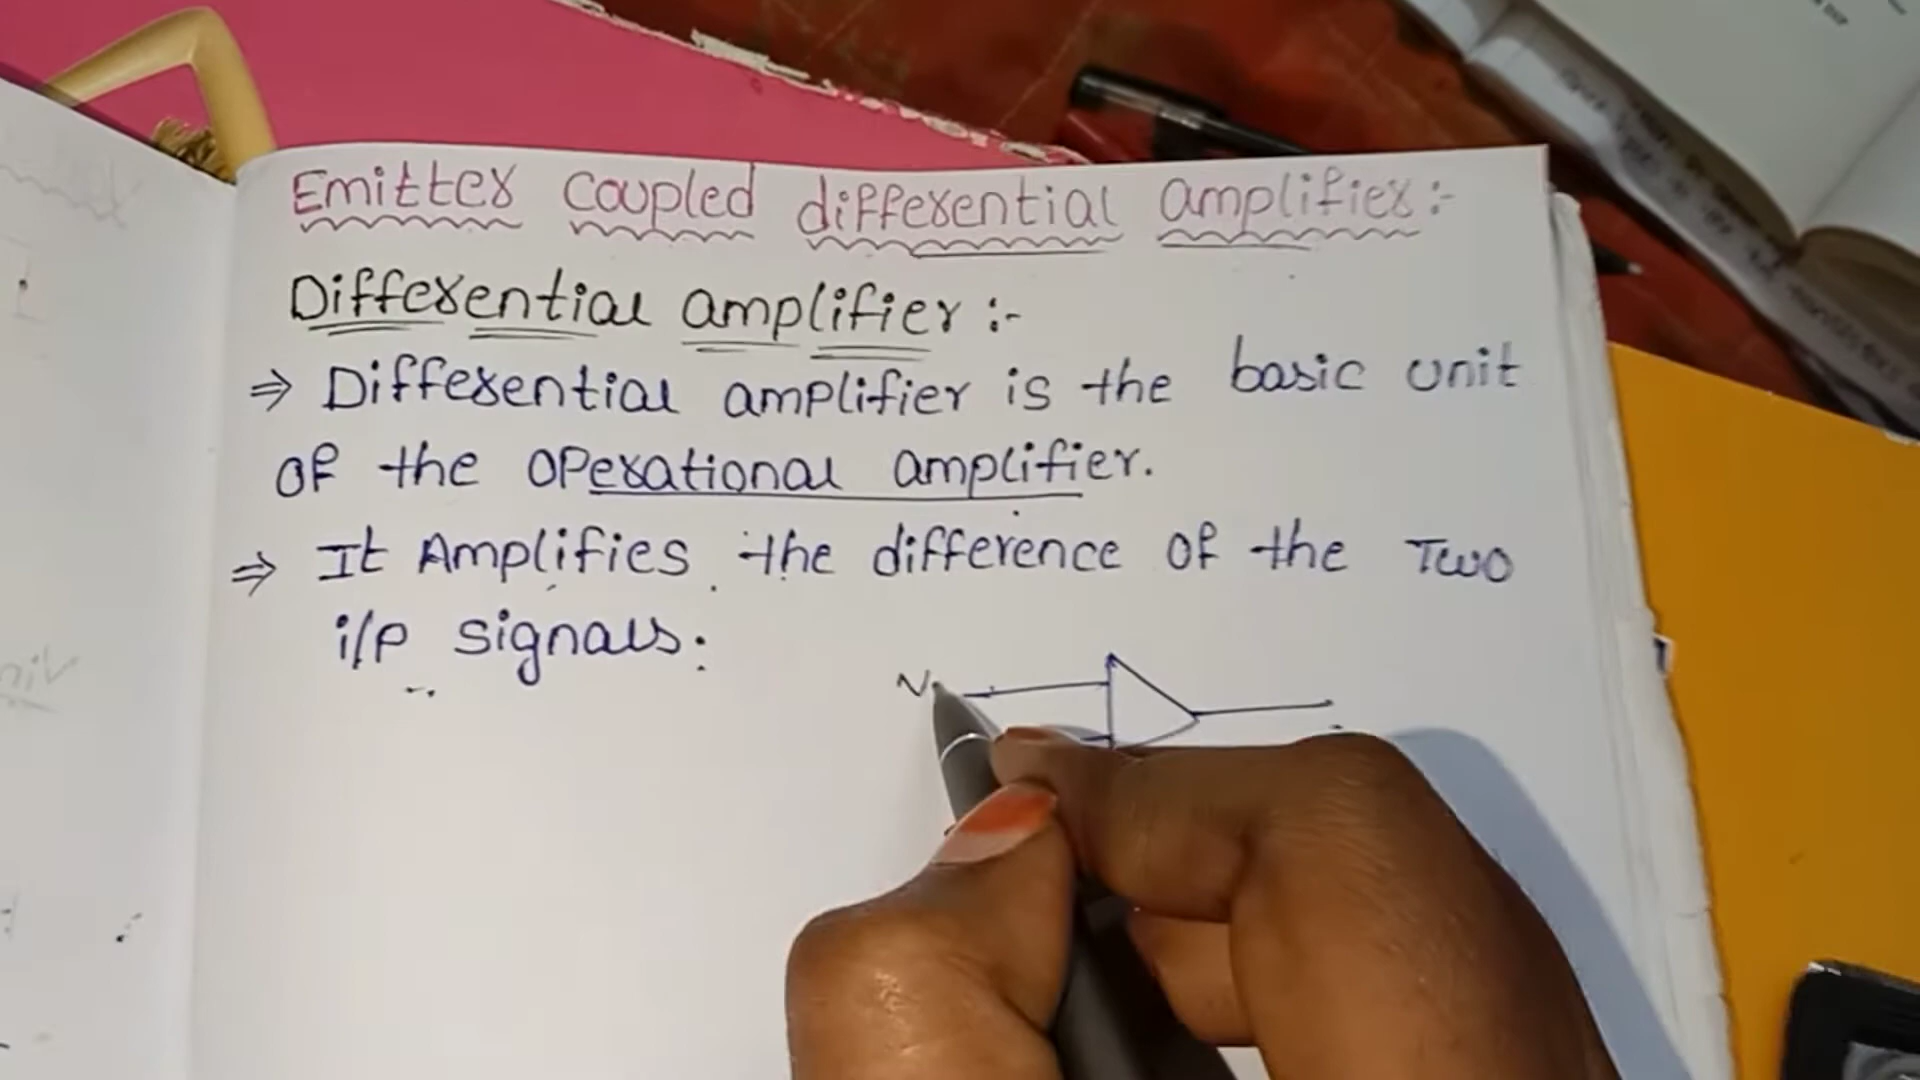 Emitter coupled differential amplifier:-
Differential amplifier :-
⇒ Differential amplifier is the basic unit
of the operational amplifier.
⇒ It Amplifies the difference of the Two
i/p signals.